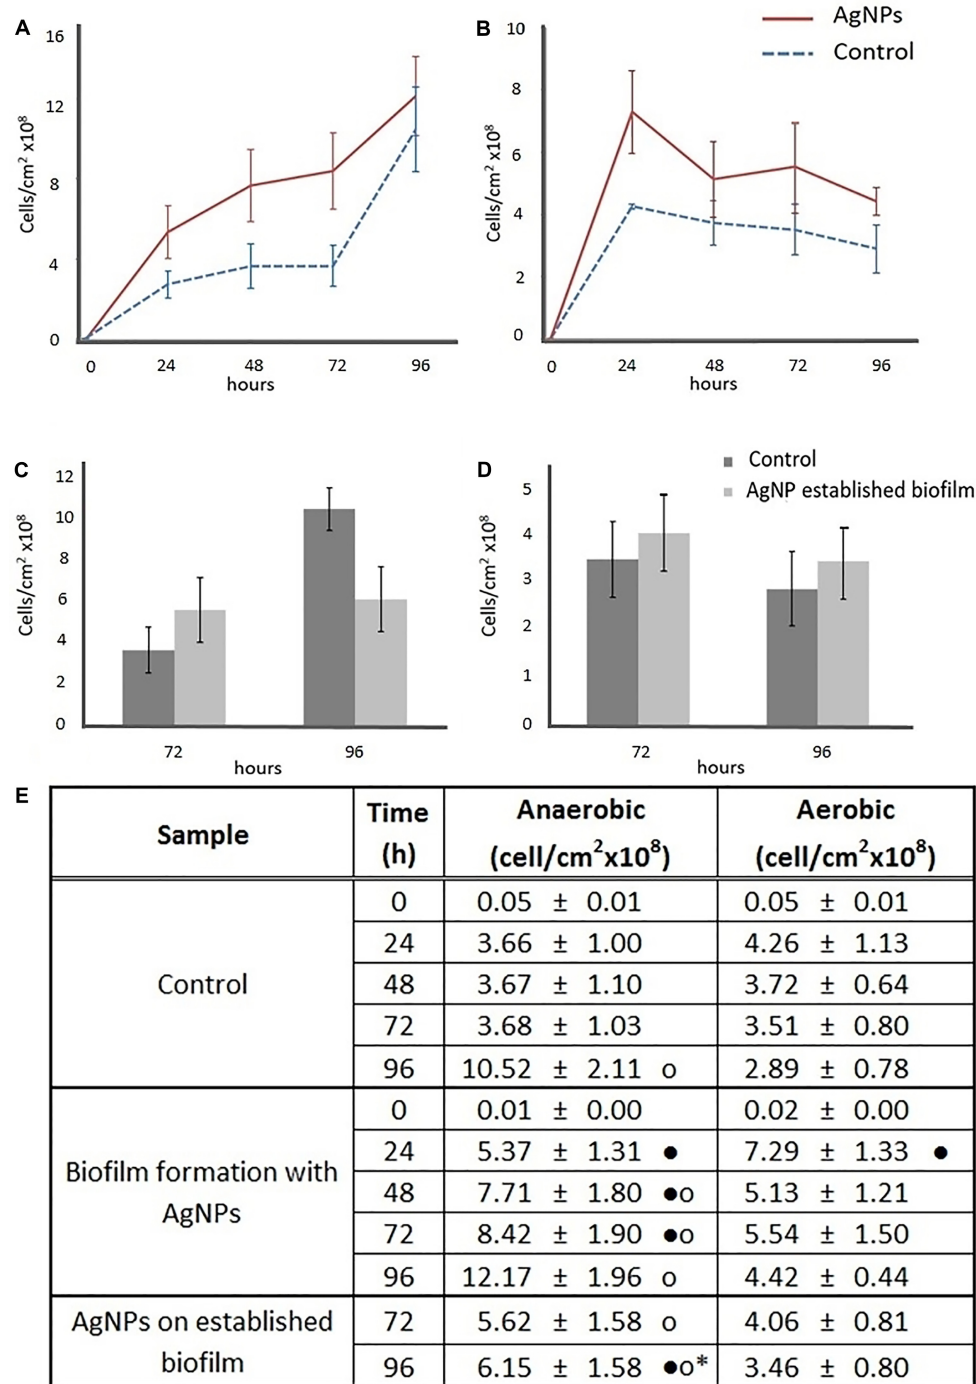 A
16
12
8
4
0
Cells/cm² x10⁸
0 24 48 72 96
hours
B
10
8
6
4
2
0
Cells/cm² x10⁸
0 24 48 72 96
hours
AgNPs
Control
C
12
10
8
6
4
2
0
Cells/cm² x10⁸
72 96
hours
D
5
4
3
2
1
0
Cells/cm² x10⁸
72 96
hours
Control
AgNP established biofilm
E
Sample Time (h) Anaerobic (cell/cm²x10⁸) Aerobic (cell/cm²x10⁸)
Control
0 0.05 ± 0.01 0.05 ± 0.01
24 3.66 ± 1.00 4.26 ± 1.13
48 3.67 ± 1.10 3.72 ± 0.64
72 3.68 ± 1.03 3.51 ± 0.80
96 10.52 ± 2.11 o 2.89 ± 0.78
Biofilm formation with
AgNPs
0 0.01 ± 0.00 0.02 ± 0.00
24 5.37 ± 1.31 ● 7.29 ± 1.33 ●
48 7.71 ± 1.80 ●o 5.13 ± 1.21
72 8.42 ± 1.90 ●o 5.54 ± 1.50
96 12.17 ± 1.96 o 4.42 ± 0.44
AgNPs on established
biofilm
72 5.62 ± 1.58 o 4.06 ± 0.81
96 6.15 ± 1.58 ●o* 3.46 ± 0.80